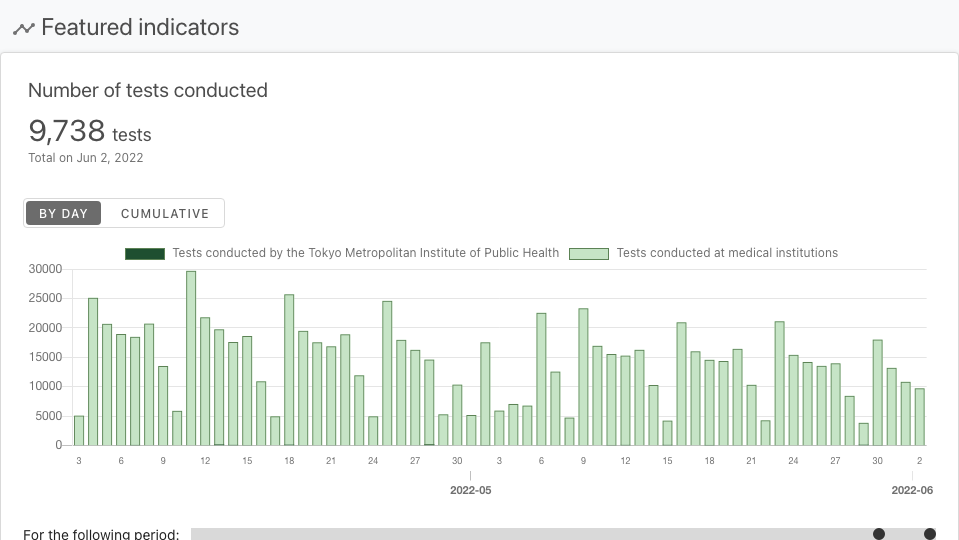 Featured indicators
Number of tests conducted
9,738 tests
Total on Jun 2, 2022
BY DAY CUMULATIVE
Tests conducted by the Tokyo Metropolitan Institute of Public Health Tests conducted at medical institutions
30000
25000
20000
15000
10000
5000
0
3 6 9 12 15 18 21 24 27 30 3 6 9 12 15 18 21 24 27 30 2
2022-05 2022-06
For the following period: